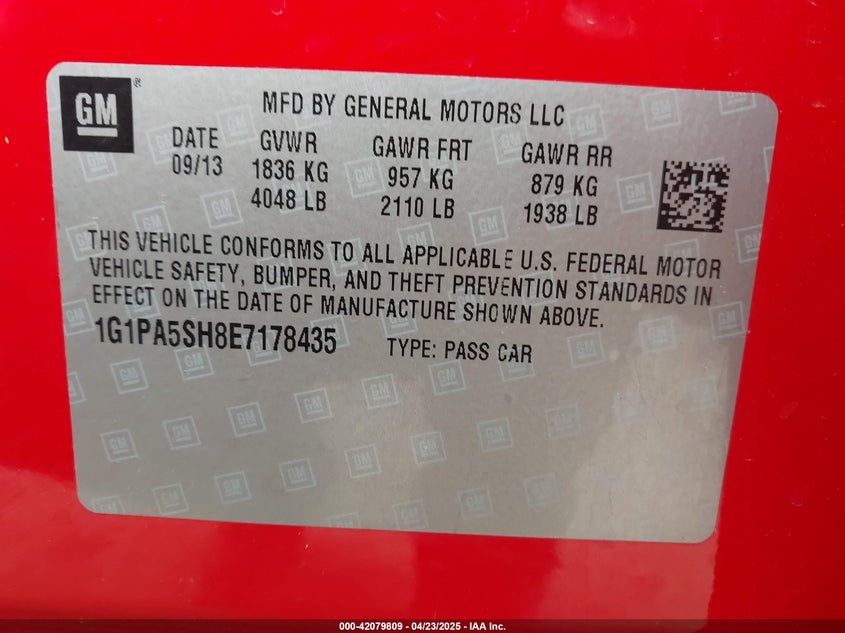 GM ®
MFD BY GENERAL MOTORS LLC
DATE GVWR GAWR FRT GAWR RR
09/13 1836 KG 957 KG 879 KG
4048 LB 2110 LB 1938 LB
THIS VEHICLE CONFORMS TO ALL APPLICABLE U.S. FEDERAL MOTOR
VEHICLE SAFETY, BUMPER, AND THEFT PREVENTION STANDARDS IN
EFFECT ON THE DATE OF MANUFACTURE SHOWN ABOVE.
1G1PA5SH8E7178435 TYPE: PASS CAR
000-42079809 - 04/23/2025 - IAA Inc.